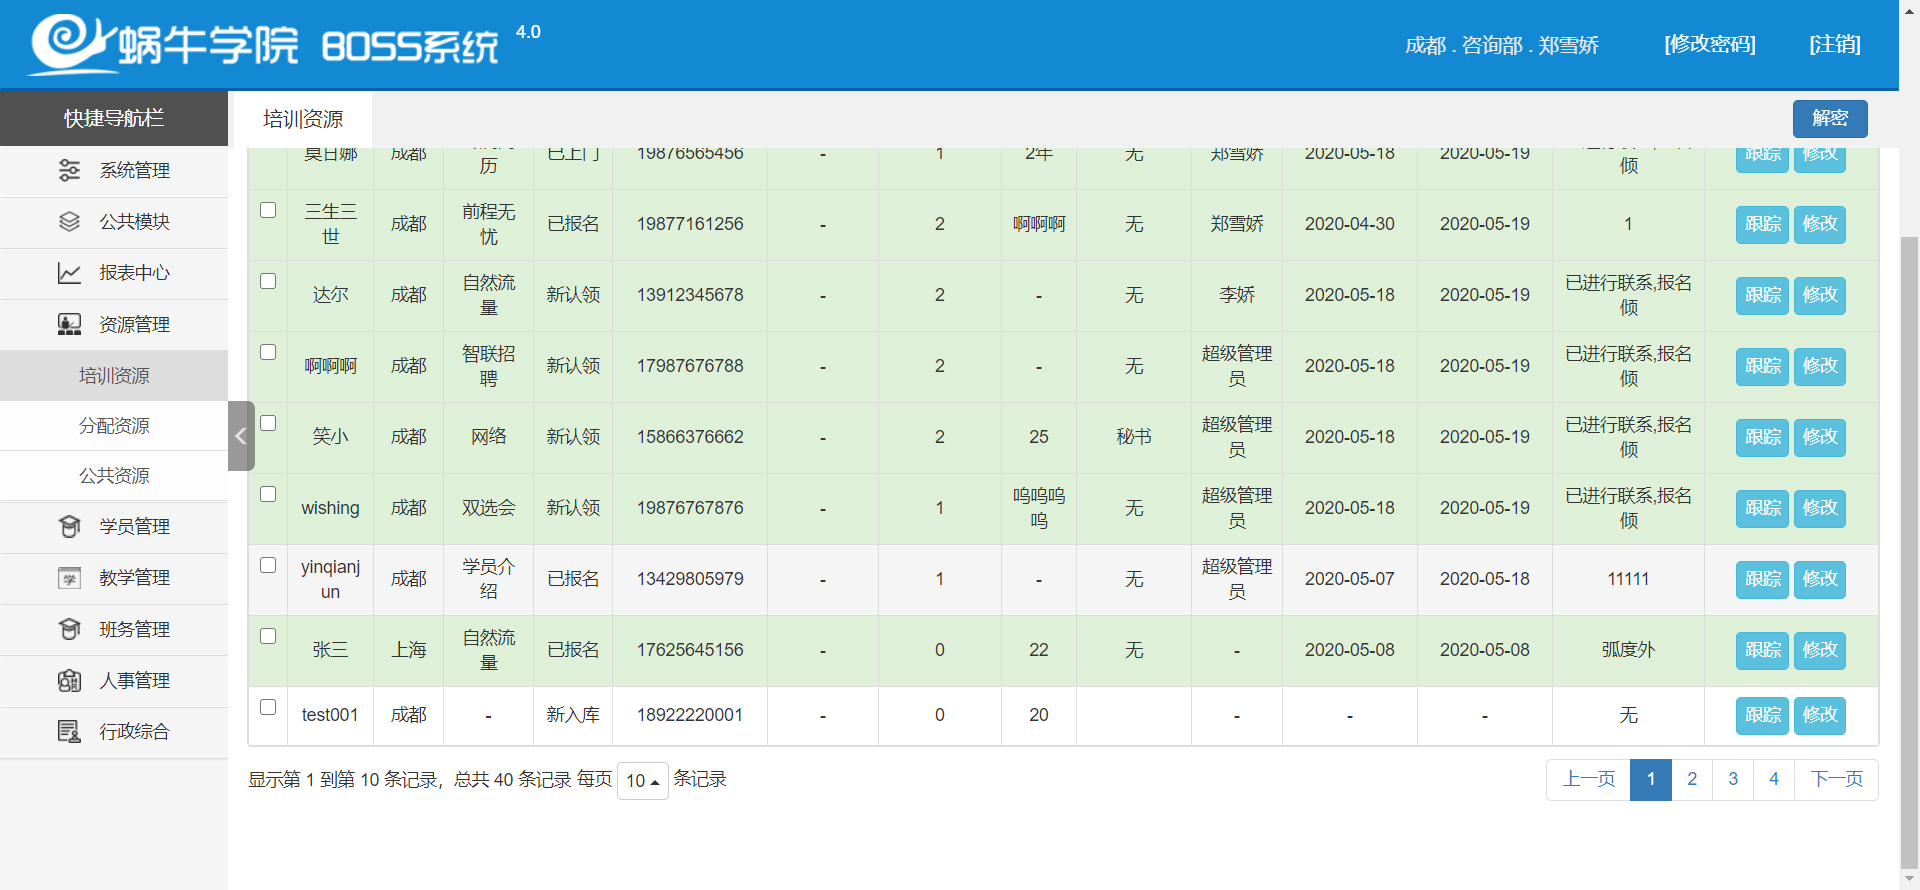 蜗牛学院 BOSS系统 4.0
成都 . 咨询部 . 郑雪娇 [修改密码] [注销]
快捷导航栏
系统管理
公共模块
报表中心
资源管理
培训资源
分配资源
公共资源
学员管理
教学管理
班务管理
人事管理
行政综合
培训资源 解密
莫日娜 成都 历 已上门 19876565456 - 1 2年 无 郑雪娇 2020-05-18 2020-05-19 倾 跟踪 修改
三生三
世 成都 前程无
忧 已报名 19877161256 - 2 啊啊啊 无 郑雪娇 2020-04-30 2020-05-19 1 跟踪 修改
达尔 成都 自然流
量 新认领 13912345678 - 2 - 无 李娇 2020-05-18 2020-05-19 已进行联系,报名
倾 跟踪 修改
啊啊啊 成都 智联招
聘 新认领 17987676788 - 2 - 无 超级管理
员 2020-05-18 2020-05-19 已进行联系,报名
倾 跟踪 修改
笑小 成都 网络 新认领 15866376662 - 2 25 秘书 超级管理
员 2020-05-18 2020-05-19 已进行联系,报名
倾 跟踪 修改
wishing 成都 双选会 新认领 19876767876 - 1 呜呜呜
呜 无 超级管理
员 2020-05-18 2020-05-19 已进行联系,报名
倾 跟踪 修改
yinqianj
un 成都 学员介
绍 已报名 13429805979 - 1 - 无 超级管理
员 2020-05-07 2020-05-18 11111 跟踪 修改
张三 上海 自然流
量 已报名 17625645156 - 0 22 无 - 2020-05-08 2020-05-08 弧度外 跟踪 修改
test001 成都 - 新入库 18922220001 - 0 20 - - - 无 跟踪 修改
显示第 1 到第 10 条记录，总共 40 条记录 每页 10 条记录
上一页 1 2 3 4 下一页